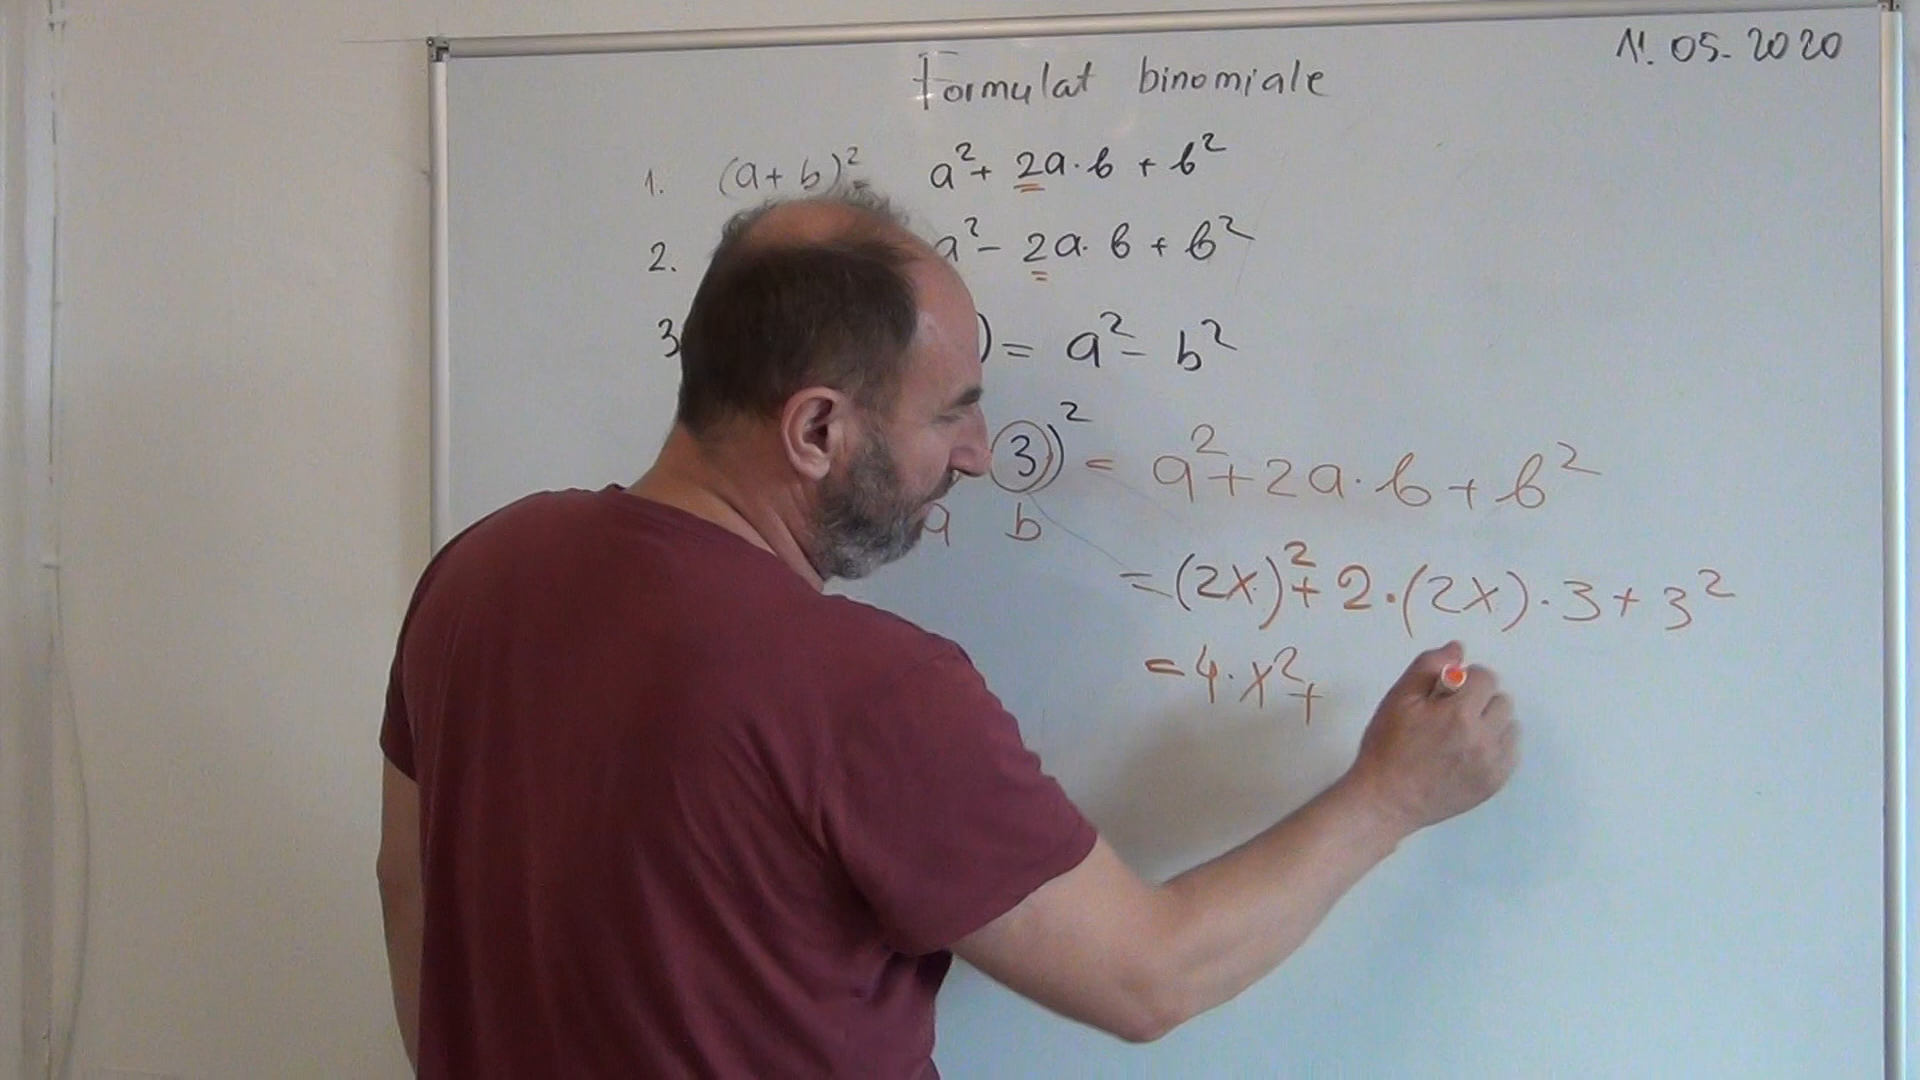 11.05.2020
Formulat binomiale
1. (a+b)²= a²+ 2a·b + b²
2. a²- 2a·b + b²
3 ) = a²- b²
3)² = a²+2a·b+b²
a b
=(2x)²+2·(2x)·3+3²
=4·x²+